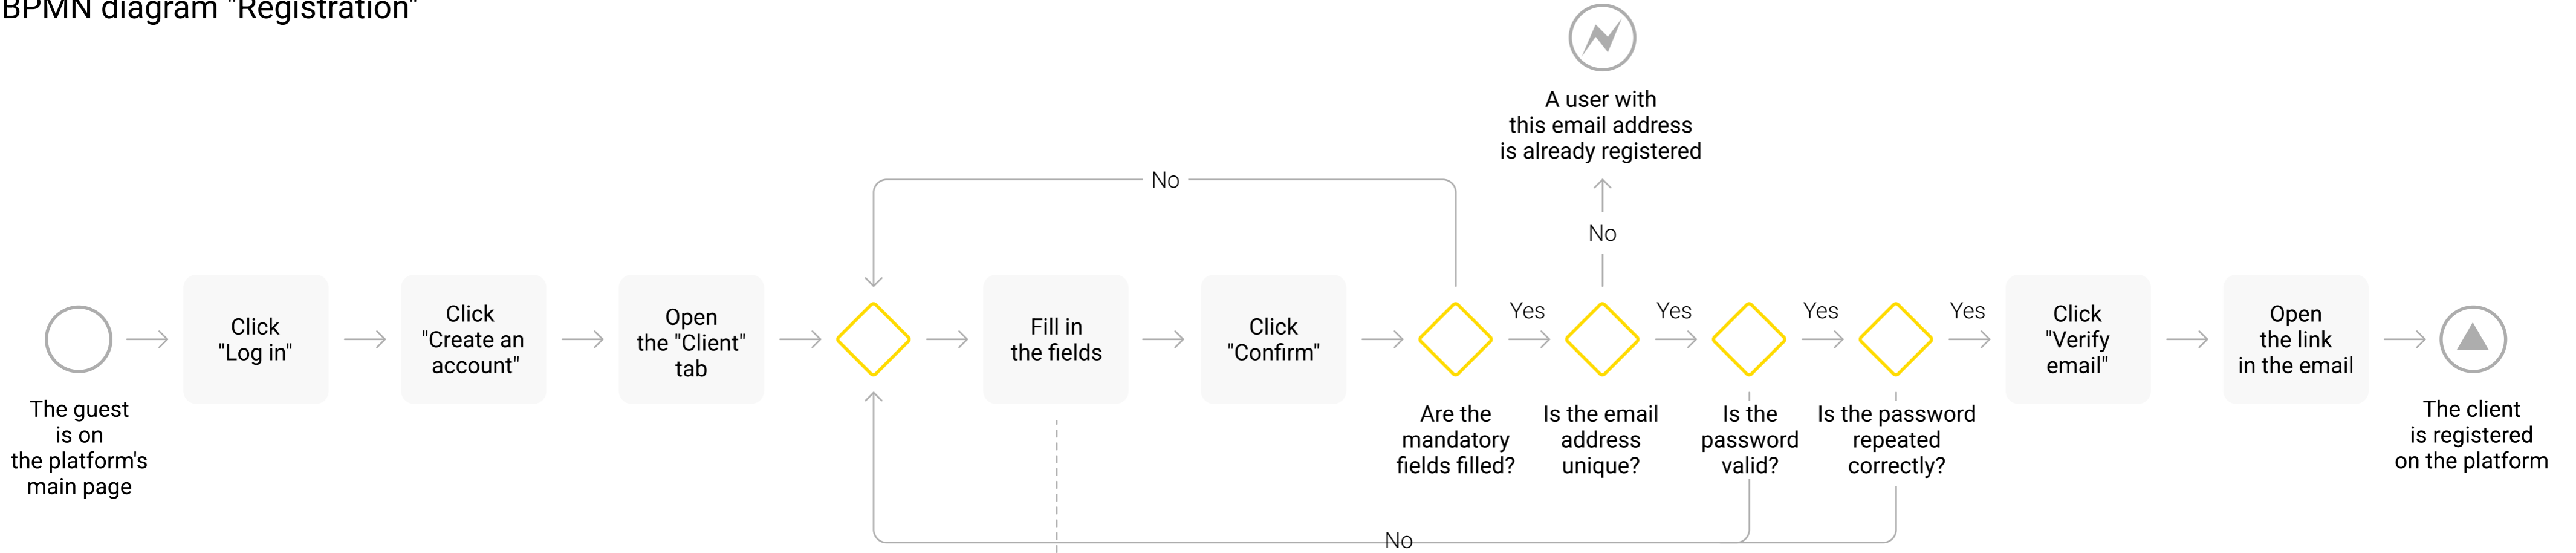 BPMN diagram "Registration"
A user with
this email address
is already registered
No
No
The guest
is on
the platform's
main page
Click
"Log in"
Click
"Create an
account"
Open
the "Client"
tab
Fill in
the fields
Click
"Confirm"
Are the
mandatory
fields filled?
Yes
Is the email
address
unique?
Yes
Is the
password
valid?
Yes
Is the password
repeated
correctly?
Yes
Click
"Verify
email"
Open
the link
in the email
The client
is registered
on the platform
No